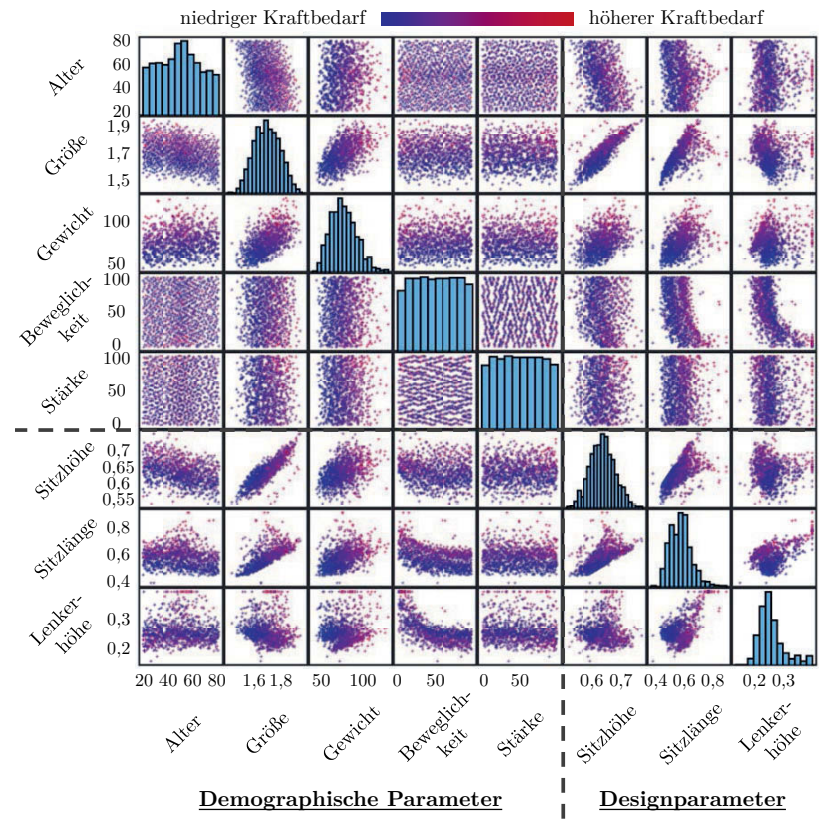 niedriger Kraftbedarf höherer Kraftbedarf
Alter
80
60
40
20
Größe
1,9
1,7
1,5
Gewicht
100
50
Beweglich-
keit
100
50
0
Stärke
100
50
0
Sitzhöhe
0,7
0,65
0,6
0,55
Sitzlänge
0,8
0,6
0,4
Lenker-
höhe
0,3
0,2
20 40 60 80 1,6 1,8 50 100 0 50 0 50 0,6 0,7 0,4 0,6 0,8 0,2 0,3
Alter
Größe
Gewicht
Beweglich-
keit
Stärke
Sitzhöhe
Sitzlänge
Lenker-
höhe
Demographische Parameter Designparameter